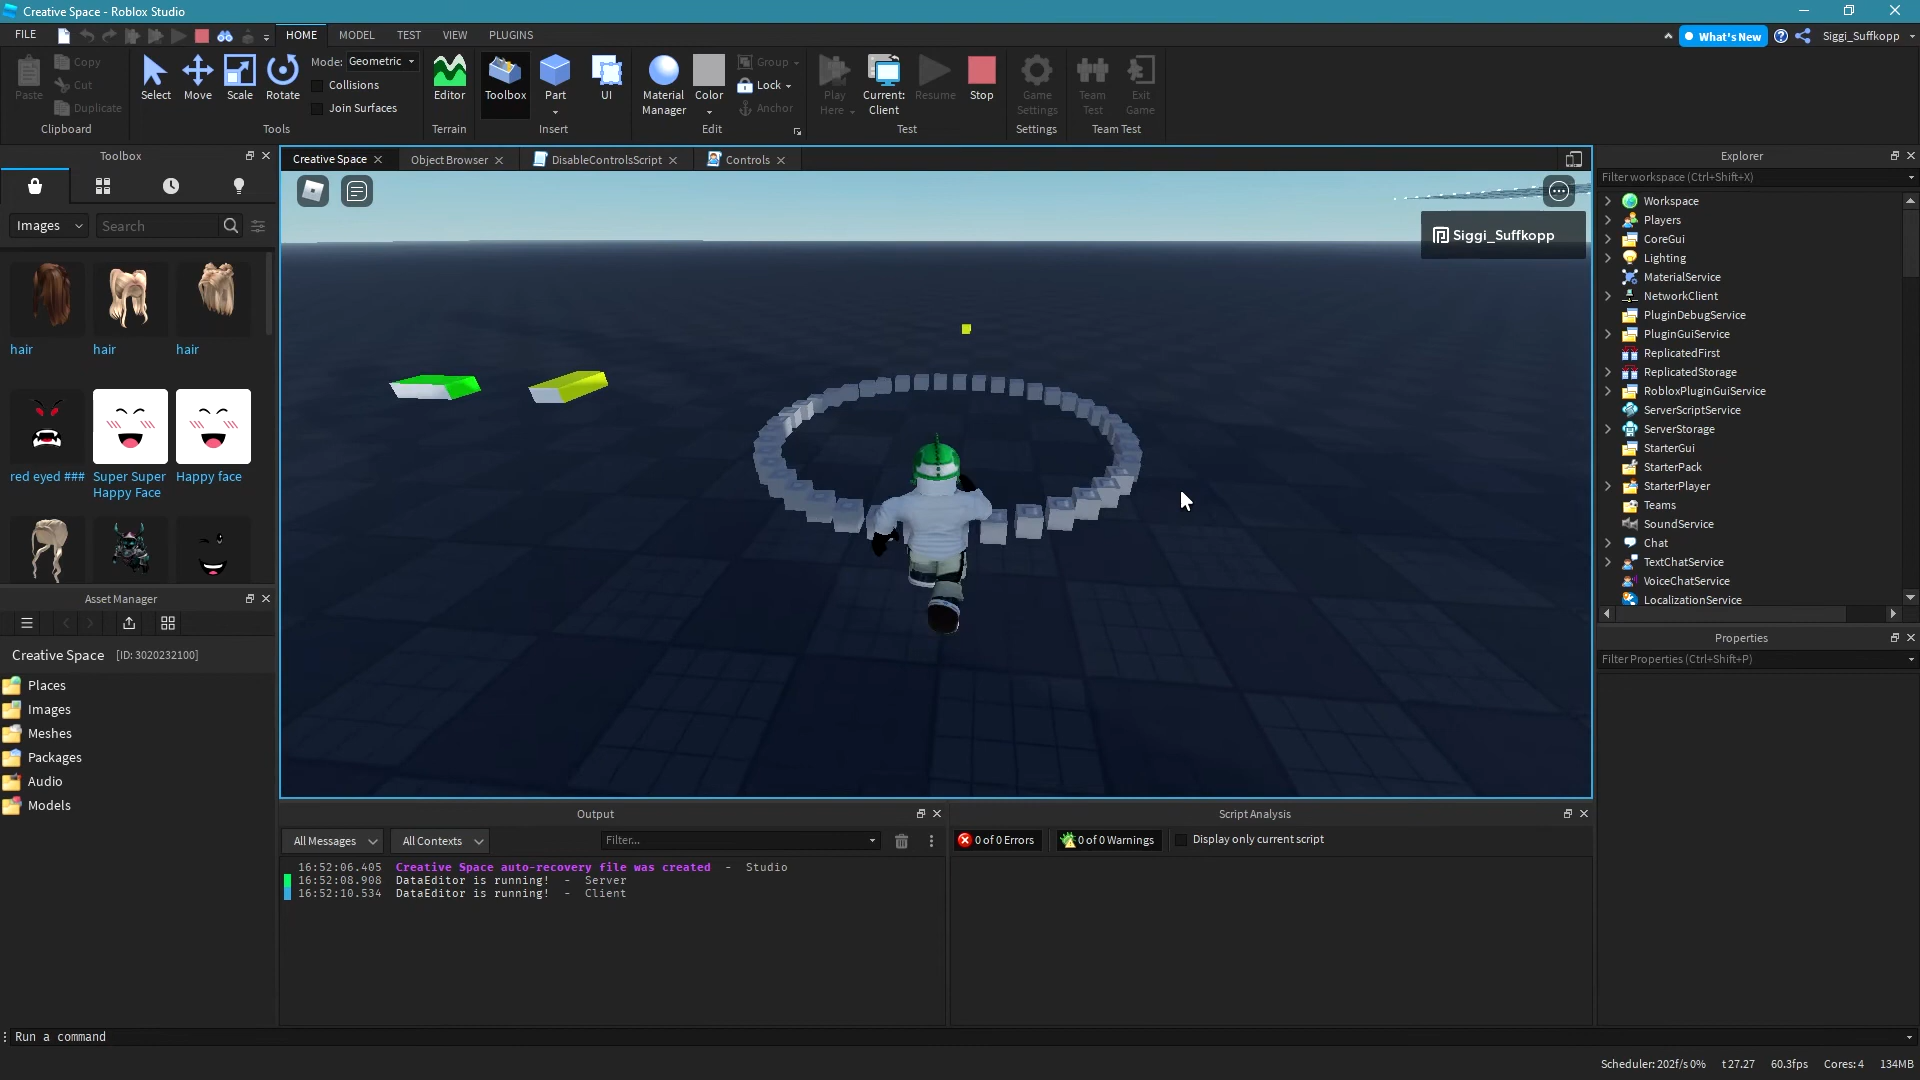 Creative Space - Roblox Studio
FILE
HOME
MODEL
TEST
VIEW
PLUGINS
What's New
Siggi_Suffkopp
Paste
Copy
Cut
Duplicate
Clipboard
Select
Move
Scale
Rotate
Mode: Geometric
Collisions
Join Surfaces
Tools
Editor
Terrain
Toolbox
Part
UI
Insert
Material
Manager
Color
Group
Lock
Anchor
Edit
Play
Here
Current:
Client
Resume
Stop
Test
Game
Settings
Settings
Team
Test
Exit
Game
Team Test
Toolbox
Images
Search
hair
hair
hair
red eyed ###
Super Super
Happy Face
Happy face
Asset Manager
Creative Space [ID: 3020232100]
Places
Images
Meshes
Packages
Audio
Models
Creative Space
Object Browser
DisableControlsScript
Controls
Siggi_Suffkopp
Output
All Messages
All Contexts
Filter...
16:52:06.405 Creative Space auto-recovery file was created - Studio
16:52:08.908 DataEditor is running! - Server
16:52:10.534 DataEditor is running! - Client
Script Analysis
0 of 0 Errors
0 of 0 Warnings
Display only current script
Explorer
Filter workspace (Ctrl+Shift+X)
Workspace
Players
CoreGui
Lighting
MaterialService
NetworkClient
PluginDebugService
PluginGuiService
ReplicatedFirst
ReplicatedStorage
RobloxPluginGuiService
ServerScriptService
ServerStorage
StarterGui
StarterPack
StarterPlayer
Teams
SoundService
Chat
TextChatService
VoiceChatService
LocalizationService
Properties
Filter Properties (Ctrl+Shift+P)
Run a command
Scheduler: 202f/s 0% t 27.27 60.3fps Cores: 4 134MB